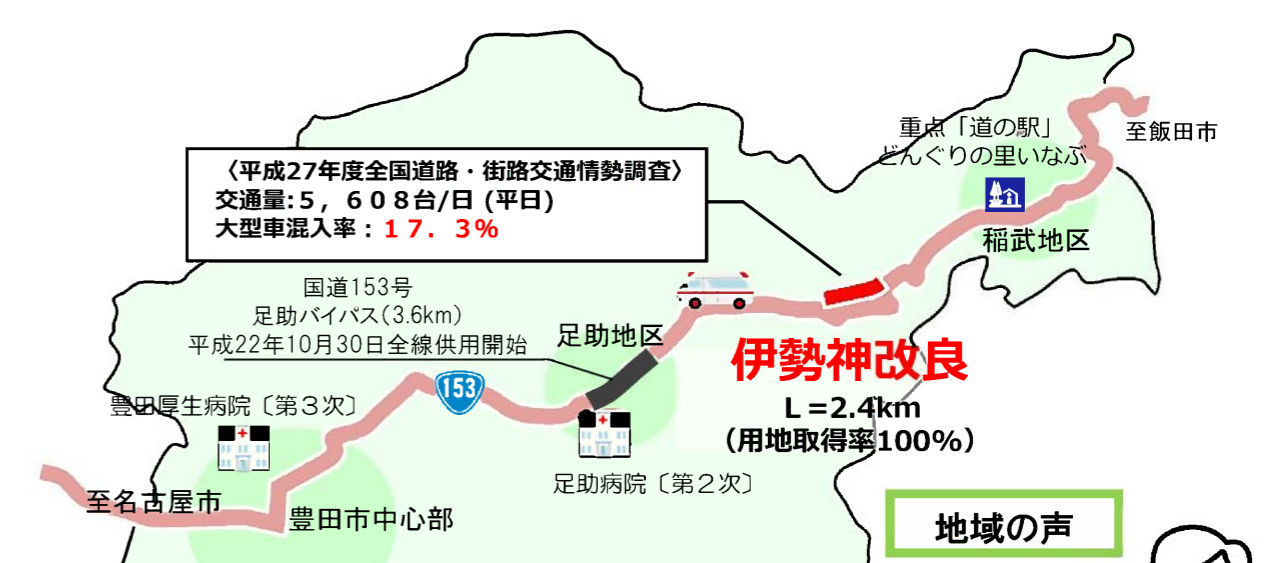 重点「道の駅」
どんぐりの里いなぶ
至飯田市
〈平成27年度全国道路・街路交通情勢調査〉
交通量:５，６０８台/日 (平日)
大型車混入率：１７．３％
稲武地区
国道153号
足助バイパス(3.6km)
平成22年10月30日全線供用開始
足助地区
伊勢神改良
L＝2.4km
（用地取得率100%）
153
豊田厚生病院〔第３次〕
足助病院〔第２次〕
至名古屋市
豊田市中心部
地域の声